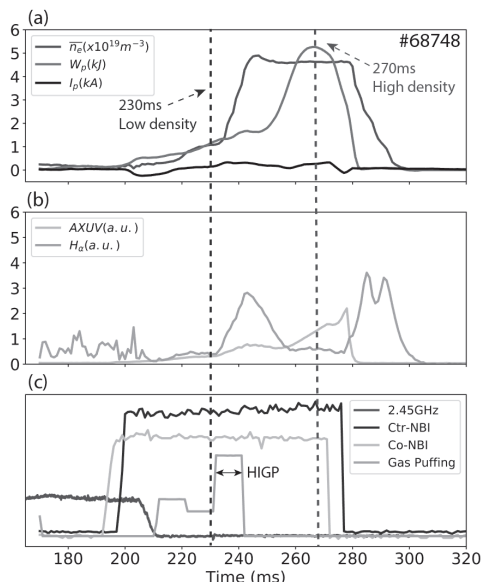 (a)
6
5
4
3
2
1
0
n̅e(x10^19m^-3)
Wp(kJ)
Ip(kA)
#68748
230ms
Low density
270ms
High density
(b)
6
5
4
3
2
1
0
AXUV(a.u.)
Hα(a.u.)
(c)
2.45GHz
Ctr-NBI
Co-NBI
Gas Puffing
HIGP
180 200 220 240 260 280 300 320
Time (ms)